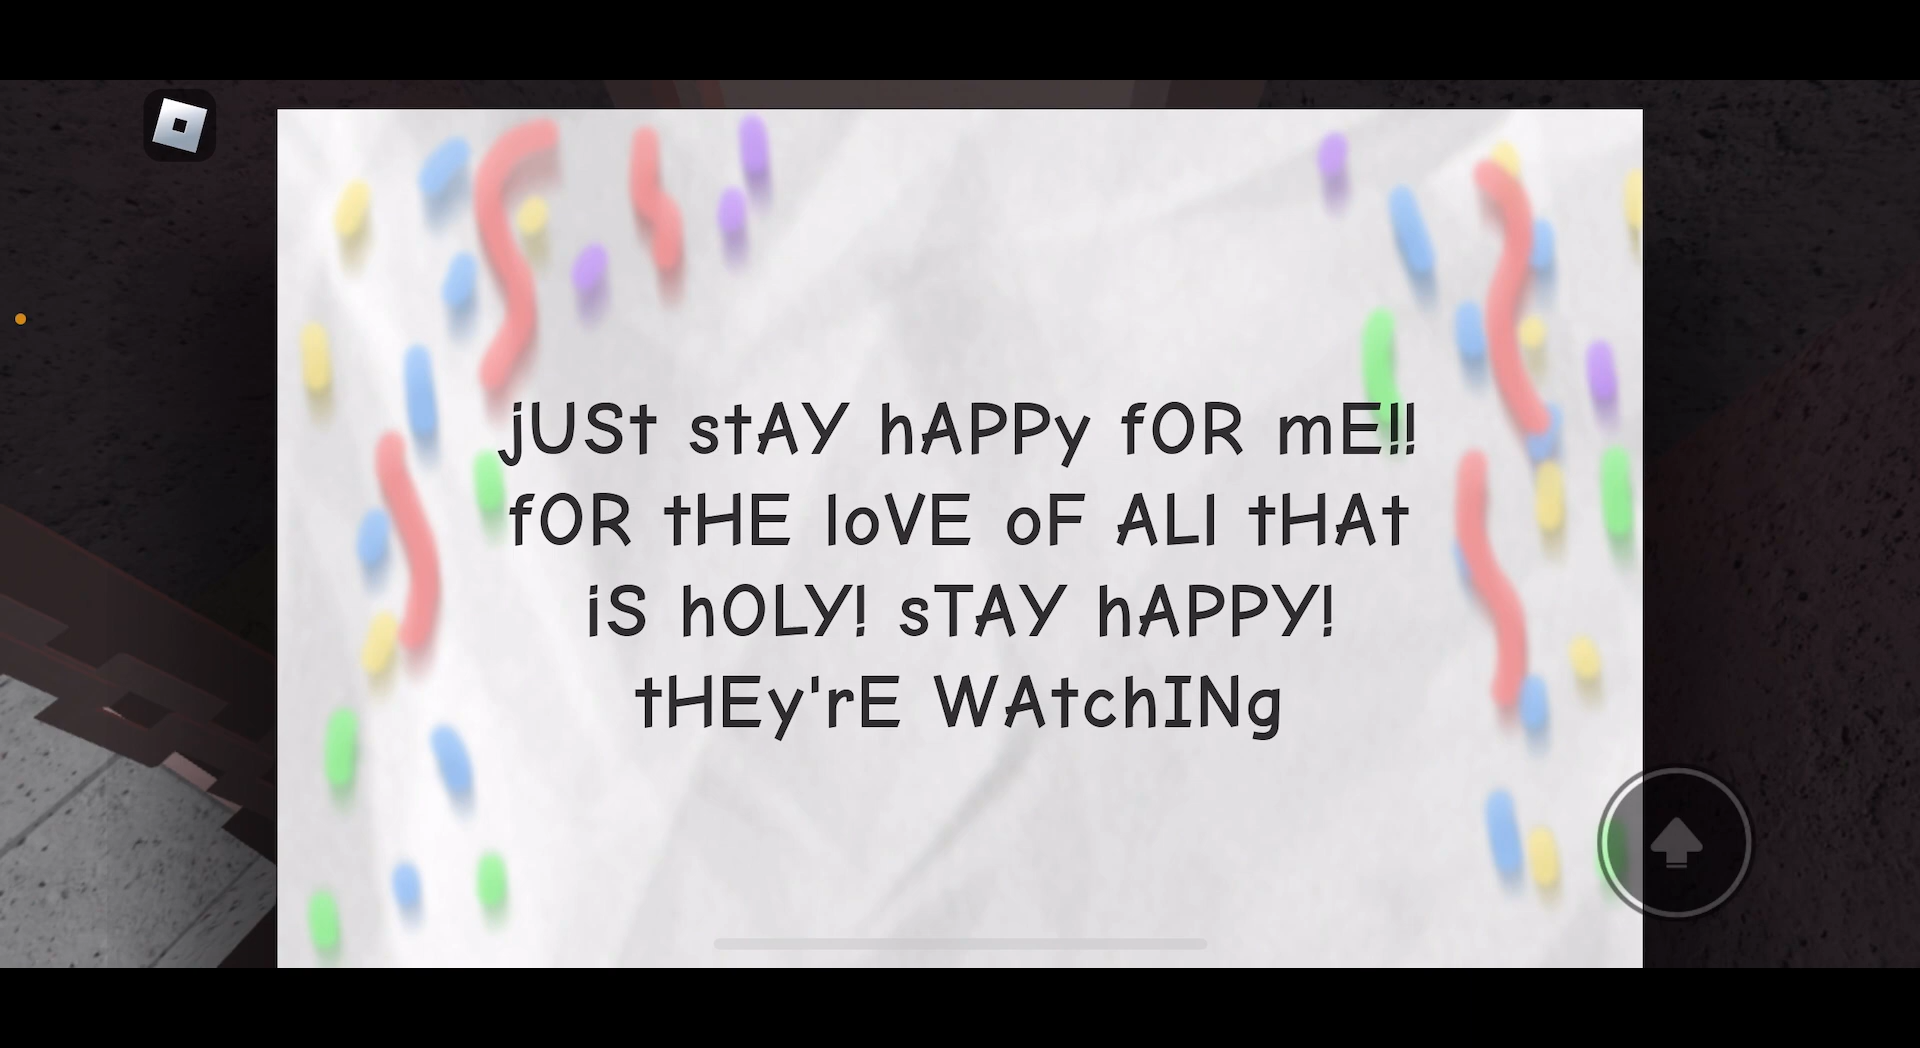 jUSt stAY hAPPy fOR mE!!
fOR tHE loVE oF ALl tHAt
iS hOLY! sTAY hAPPY!
tHEy'rE WAtchINg